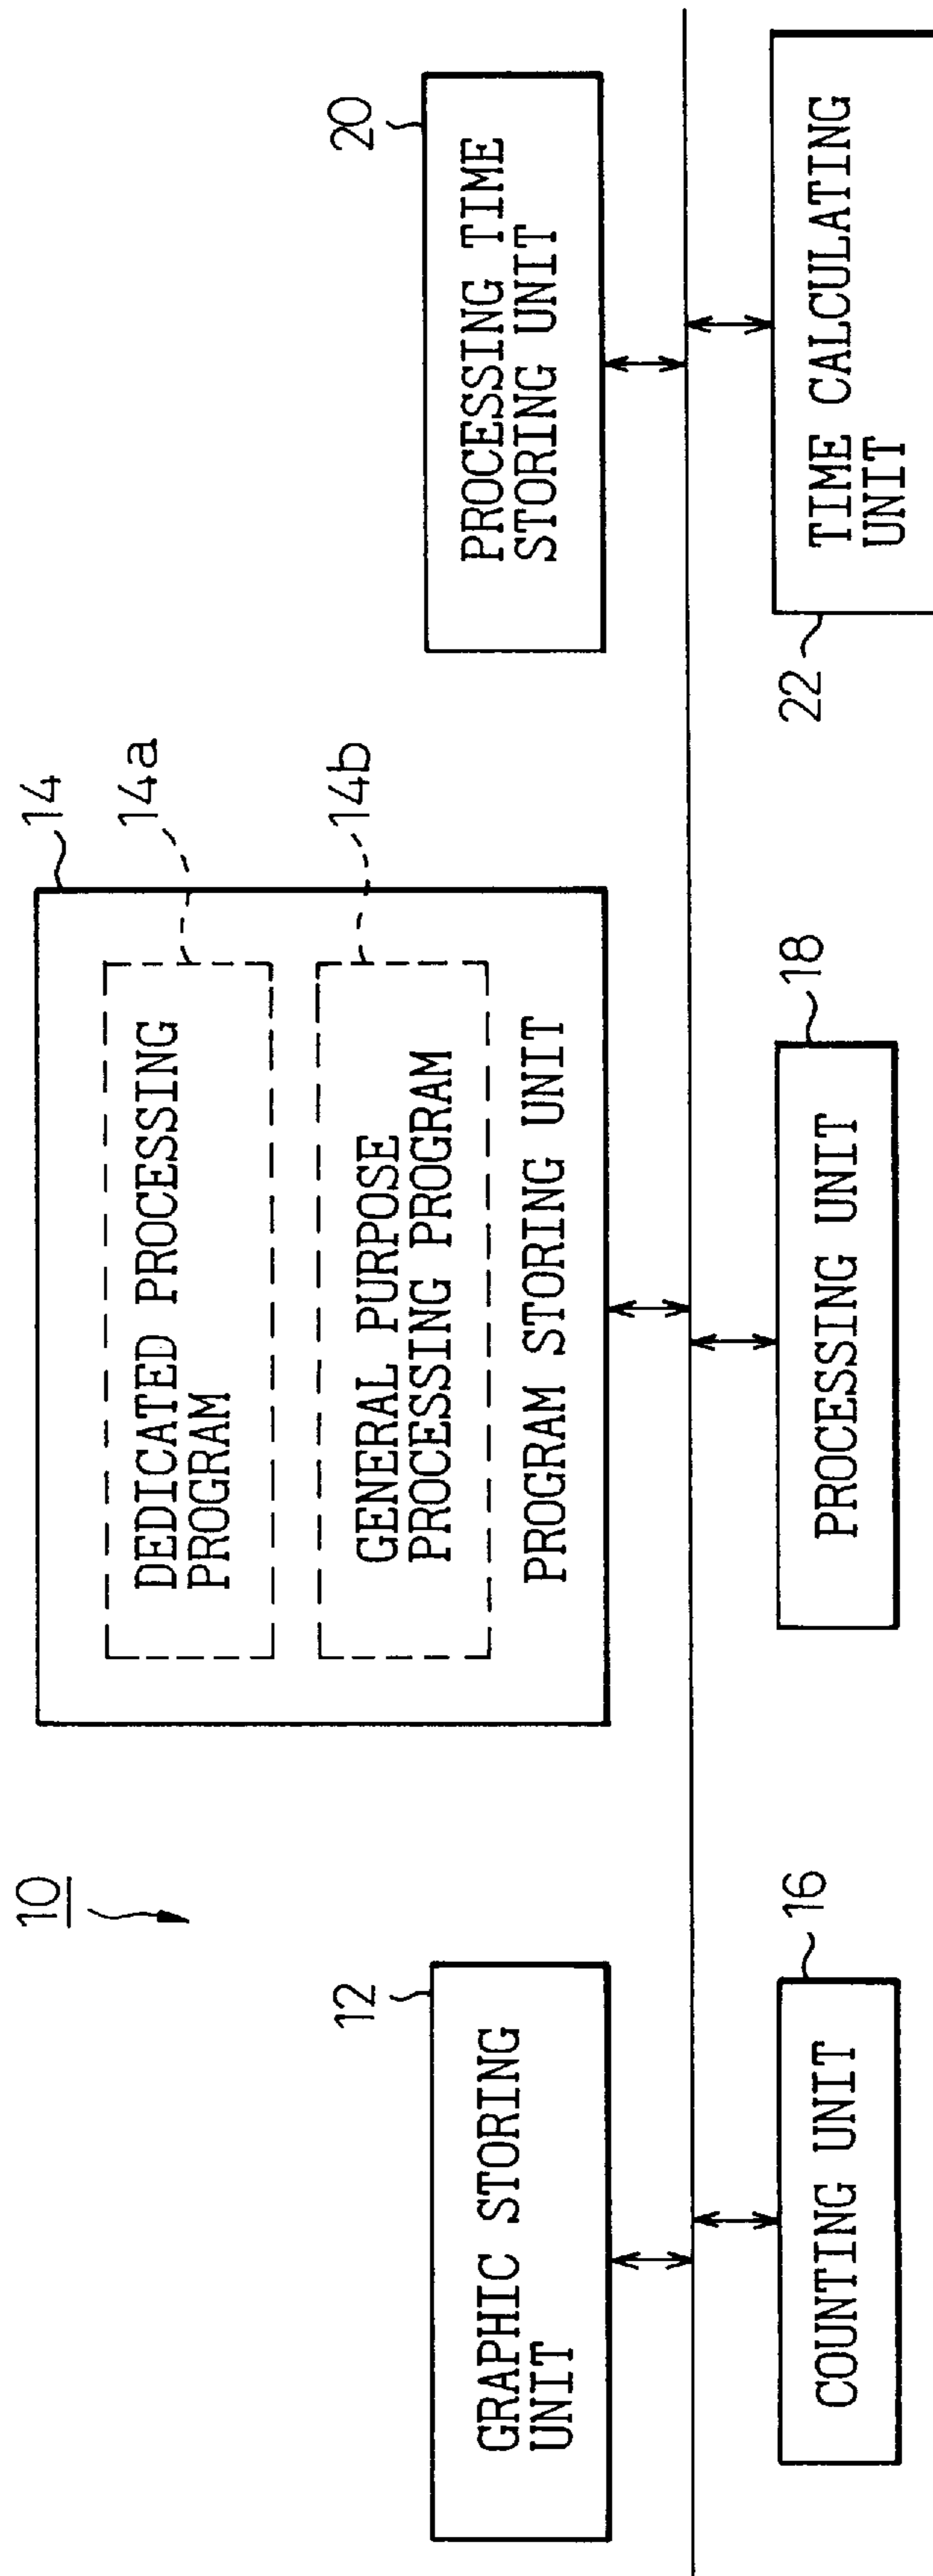 10
12
GRAPHIC STORING
UNIT
14
14a
DEDICATED PROCESSING
PROGRAM
14b
GENERAL PURPOSE
PROCESSING PROGRAM
PROGRAM STORING UNIT
20
PROCESSING TIME
STORING UNIT
16
COUNTING UNIT
18
PROCESSING UNIT
22
TIME CALCULATING
UNIT